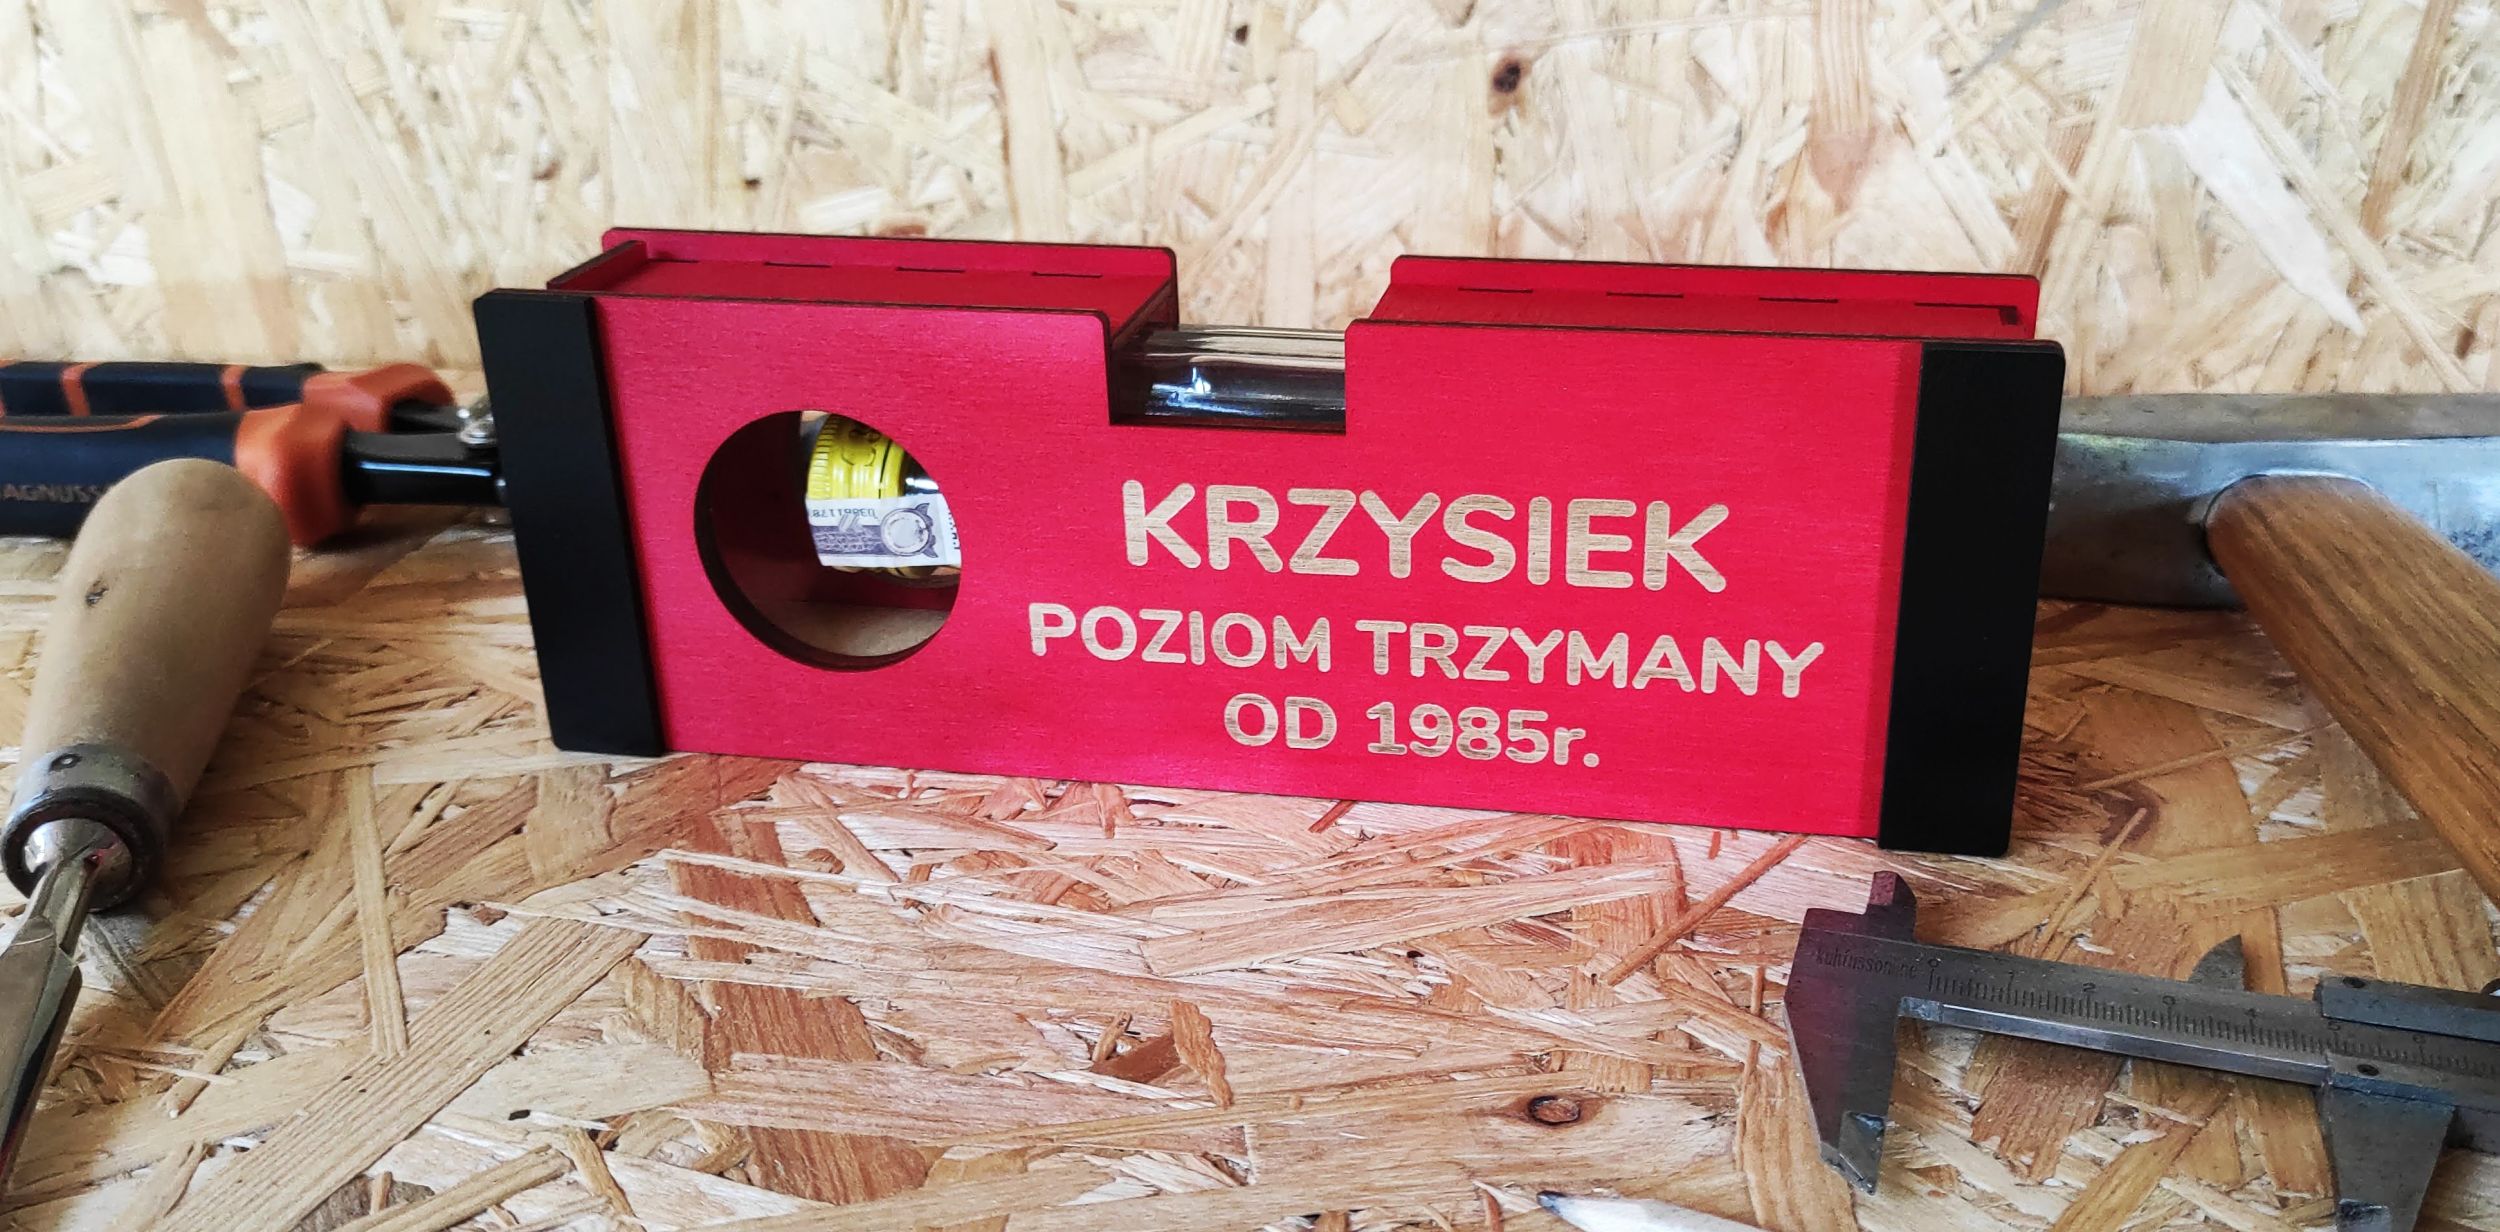 KRZYSIEK
POZIOM TRZYMANY
OD 1985r.